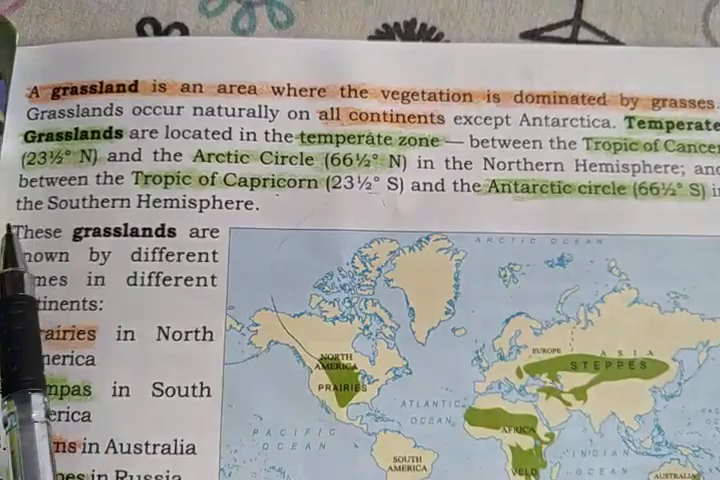 A grassland is an area where the vegetation is dominated by grasses.
Grasslands occur naturally on all continents except Antarctica. Temperate
Grasslands are located in the temperate zone — between the Tropic of Cancer
(23½° N) and the Arctic Circle (66½° N) in the Northern Hemisphere; and
between the Tropic of Capricorn (23½° S) and the Antarctic circle (66½° S) in
the Southern Hemisphere.
These grasslands are
nown by different
mes in different
tinents:
rairies in North
merica
mpas in South
erica
ns in Australia
pes in Russia
ARCTIC OCEAN
NORTH
AMERICA
PRAIRIES
EUROPE
ASIA
STEPPES
ATLANTIC
OCEAN
PACIFIC
OCEAN
AFRICA
SOUTH
AMERICA
VELD
INDIAN
OCEAN
AUSTRALIA